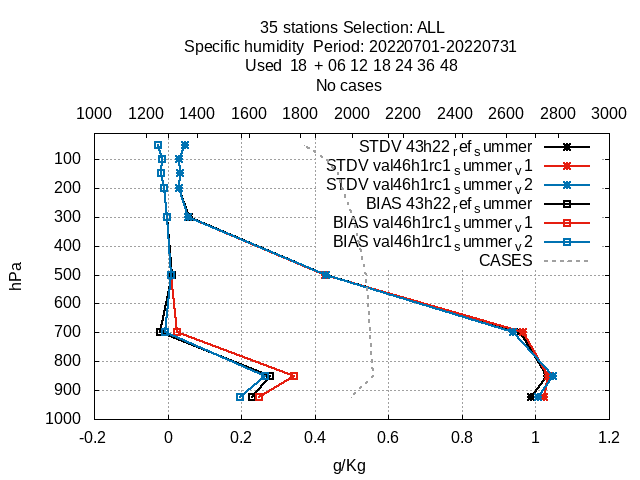 35 stations Selection: ALL
Specific humidity  Period: 20220701-20220731
Used  18  + 06 12 18 24 36 48
No cases
1000 1200 1400 1600 1800 2000 2200 2400 2600 2800 3000
STDV 43h22_ref_summer
STDV val46h1rc1_summer_v1
STDV val46h1rc1_summer_v2
BIAS 43h22_ref_summer
BIAS val46h1rc1_summer_v1
BIAS val46h1rc1_summer_v2
CASES
100
200
300
400
500
600
700
800
900
1000
hPa
-0.2 0 0.2 0.4 0.6 0.8 1 1.2
g/Kg